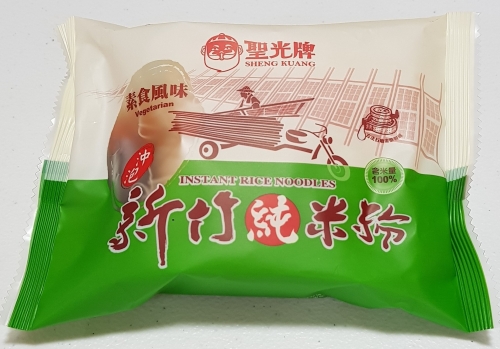 聖光牌
SHENG KUANG
素食風味
Vegetarian
沖泡
INSTANT RICE NOODLES
含米量
100%
新竹純米粉